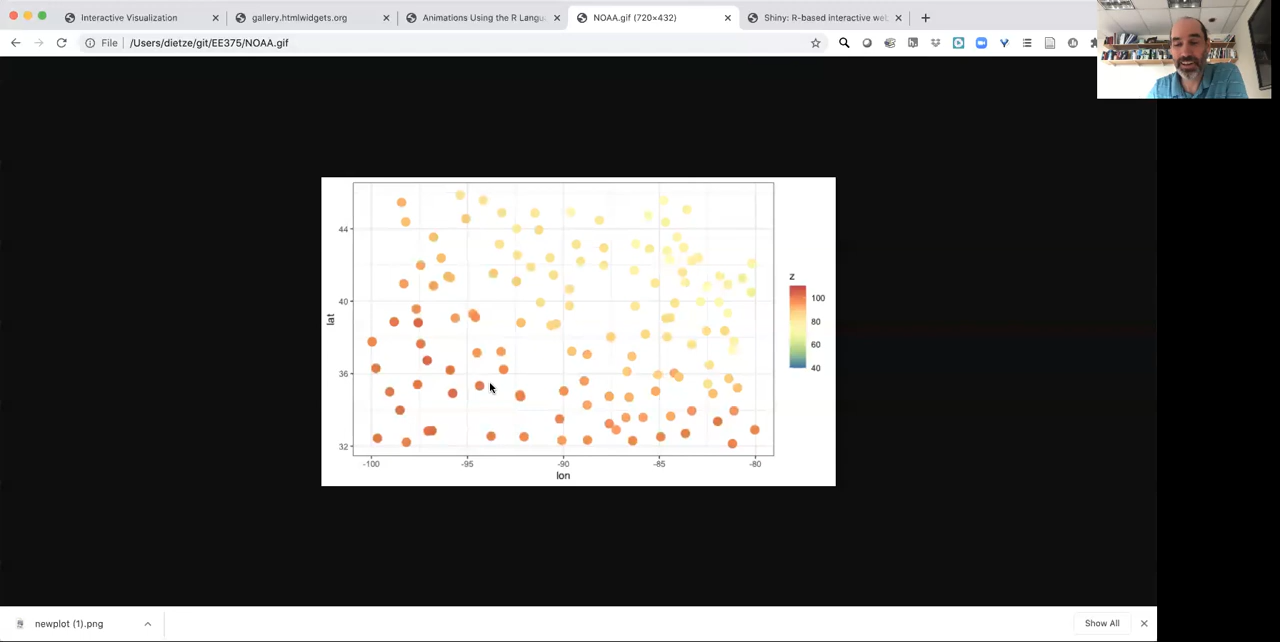 Interactive Visualization
gallery.htmlwidgets.org
Animations Using the R Langu
NOAA.gif (720×432)
Shiny: R-based interactive we
File | /Users/dietze/git/EE375/NOAA.gif
44
40
36
32
lat
-100 -95 -90 -85 -80
lon
z
100
80
60
40
newplot (1).png
Show All